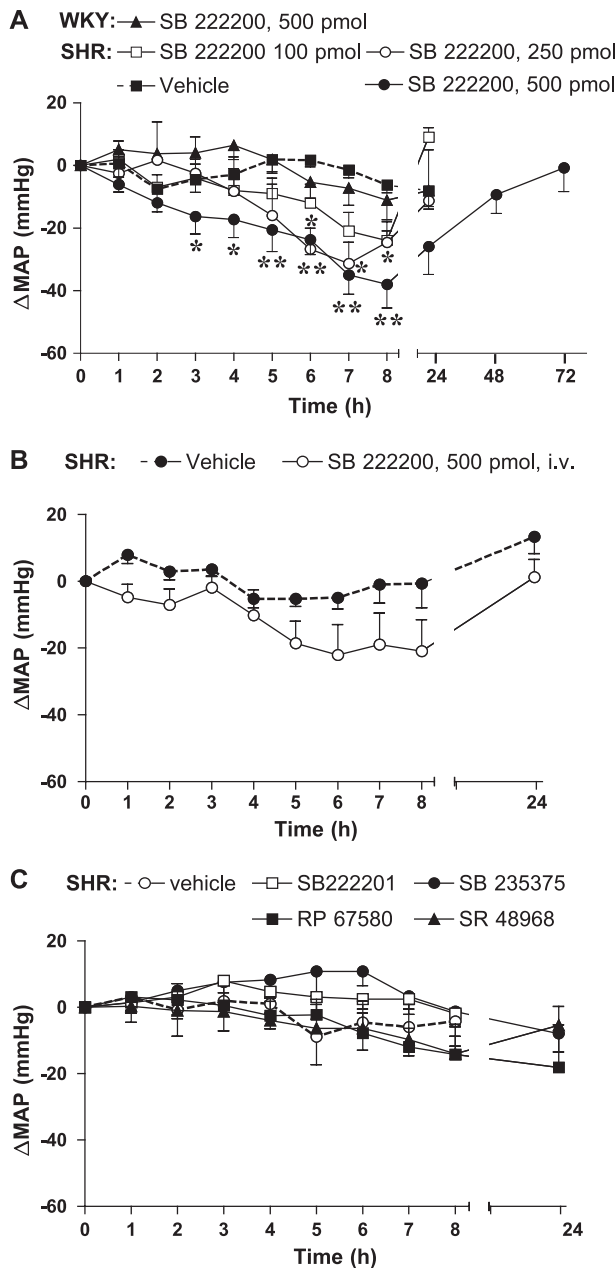 A
WKY: SB 222200, 500 pmol
SHR: SB 222200 100 pmol SB 222200, 250 pmol
Vehicle SB 222200, 500 pmol
20
0
-20
-40
-60
ΔMAP (mmHg)
* * ** * ** * ** * **
0 1 2 3 4 5 6 7 8 24 48 72
Time (h)
B
SHR: Vehicle SB 222200, 500 pmol, i.v.
20
0
-20
-40
-60
ΔMAP (mmHg)
0 1 2 3 4 5 6 7 8 24
Time (h)
C
SHR: vehicle SB222201 SB 235375
RP 67580 SR 48968
20
0
-20
-40
-60
ΔMAP (mmHg)
0 1 2 3 4 5 6 7 8 24
Time (h)